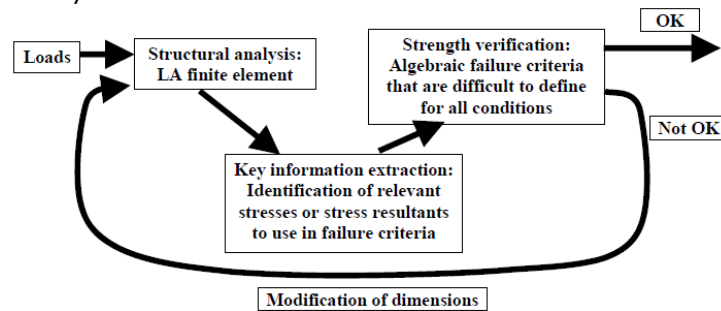 Loads
Structural analysis:
LA finite element
Key information extraction:
Identification of relevant
stresses or stress resultants
to use in failure criteria
Strength verification:
Algebraic failure criteria
that are difficult to define
for all conditions
OK
Not OK
Modification of dimensions